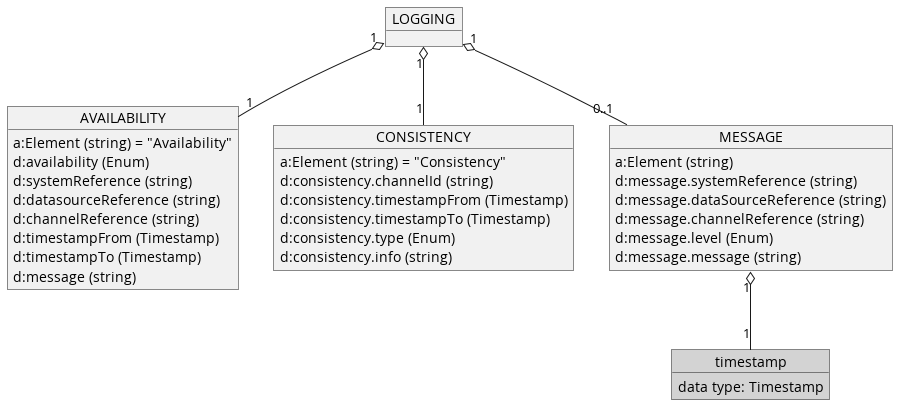 LOGGING
1
1
1
1
1
0..1
AVAILABILITY
a:Element (string) = "Availability"
d:availability (Enum)
d:systemReference (string)
d:datasourceReference (string)
d:channelReference (string)
d:timestampFrom (Timestamp)
d:timestampTo (Timestamp)
d:message (string)
CONSISTENCY
a:Element (string) = "Consistency"
d:consistency.channelId (string)
d:consistency.timestampFrom (Timestamp)
d:consistency.timestampTo (Timestamp)
d:consistency.type (Enum)
d:consistency.info (string)
MESSAGE
a:Element (string)
d:message.systemReference (string)
d:message.dataSourceReference (string)
d:message.channelReference (string)
d:message.level (Enum)
d:message.message (string)
1
1
timestamp
data type: Timestamp